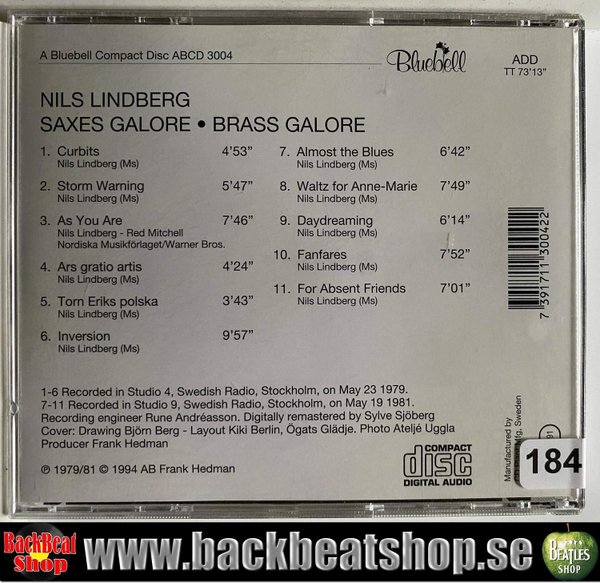 A Bluebell Compact Disc ABCD 3004
Bluebell
ADD
TT 73'13"
NILS LINDBERG
SAXES GALORE • BRASS GALORE
1. Curbits 4'53"
Nils Lindberg (Ms)
2. Storm Warning 5'47"
Nils Lindberg (Ms)
3. As You Are 7'46"
Nils Lindberg - Red Mitchell
Nordiska Musikförlaget/Warner Bros.
4. Ars gratio artis 4'24"
Nils Lindberg (Ms)
5. Torn Eriks polska 3'43"
Nils Lindberg (Ms)
6. Inversion 9'57"
Nils Lindberg (Ms)
7. Almost the Blues 6'42"
Nils Lindberg (Ms)
8. Waltz for Anne-Marie 7'49"
Nils Lindberg (Ms)
9. Daydreaming 6'14"
Nils Lindberg (Ms)
10. Fanfares 7'52"
Nils Lindberg (Ms)
11. For Absent Friends 7'01"
Nils Lindberg (Ms)
7 391711 300422
1-6 Recorded in Studio 4, Swedish Radio, Stockholm, on May 23 1979.
7-11 Recorded in Studio 9, Swedish Radio, Stockholm, on May 19 1981.
Recording engineer Rune Andréasson. Digitally remastered by Sylve Sjöberg
Cover: Drawing Björn Berg - Layout Kiki Berlin, Ögats Glädje. Photo Ateljé Uggla
Producer Frank Hedman
℗ 1979/81 © 1994 AB Frank Hedman
COMPACT
disc
DIGITAL AUDIO
Manufactured by
Mfg, Sweden
184
BackBeat
Shop
www.backbeatshop.se
BEATLES
SHOP